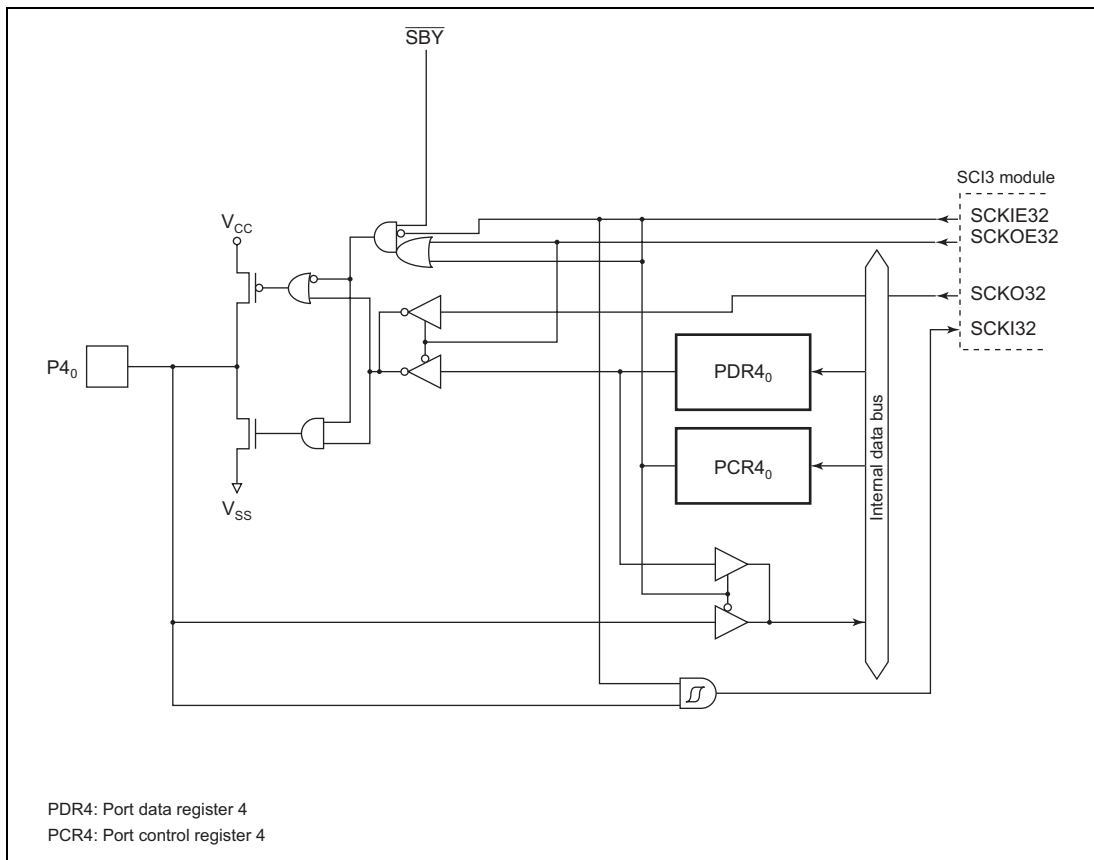 SBY
SCI3 module
SCKIE32
SCKOE32
SCKO32
SCKI32
VCC
P40
PDR40
PCR40
Internal data bus
VSS
PDR4: Port data register 4
PCR4: Port control register 4